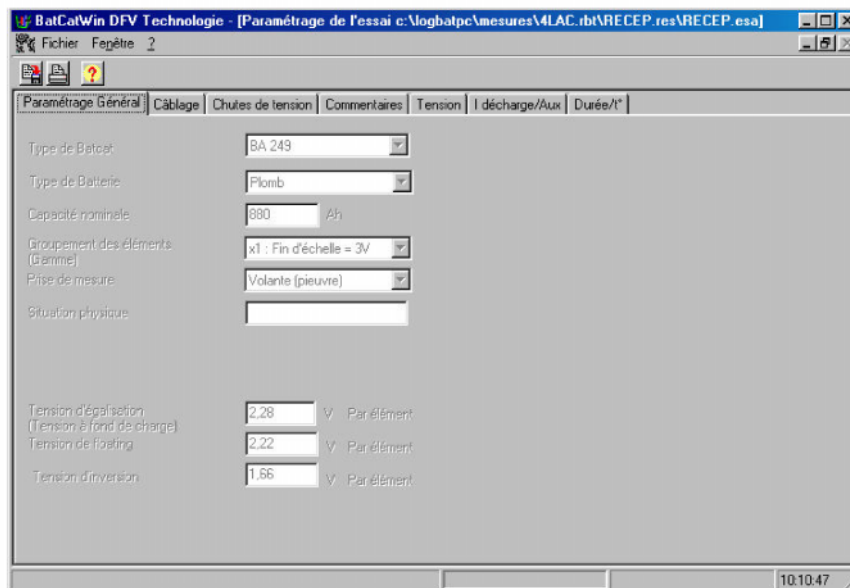 BatCatWin DFV Technologie - [Paramétrage de l'essai c:\logbatpc\mesures\4LAC.rbt\RECEP.res\RECEP.esa]
Fichier Fenêtre ?
Paramétrage Général Câblage Chutes de tension Commentaires Tension I décharge/Aux Durée/t°
Type de Batcat BA 249
Type de Batterie Plomb
Capacité nominale 880 Ah
Groupement des éléments
(Gamme) x1 : Fin d'échelle = 3V
Prise de mesure Volante (pieuvre)
Situation physique
Tension d'égalisation
(Tension à fond de charge) 2,28 V Par élément
Tension de floating 2,22 V Par élément
Tension d'inversion 1,66 V Par élément
10:10:47